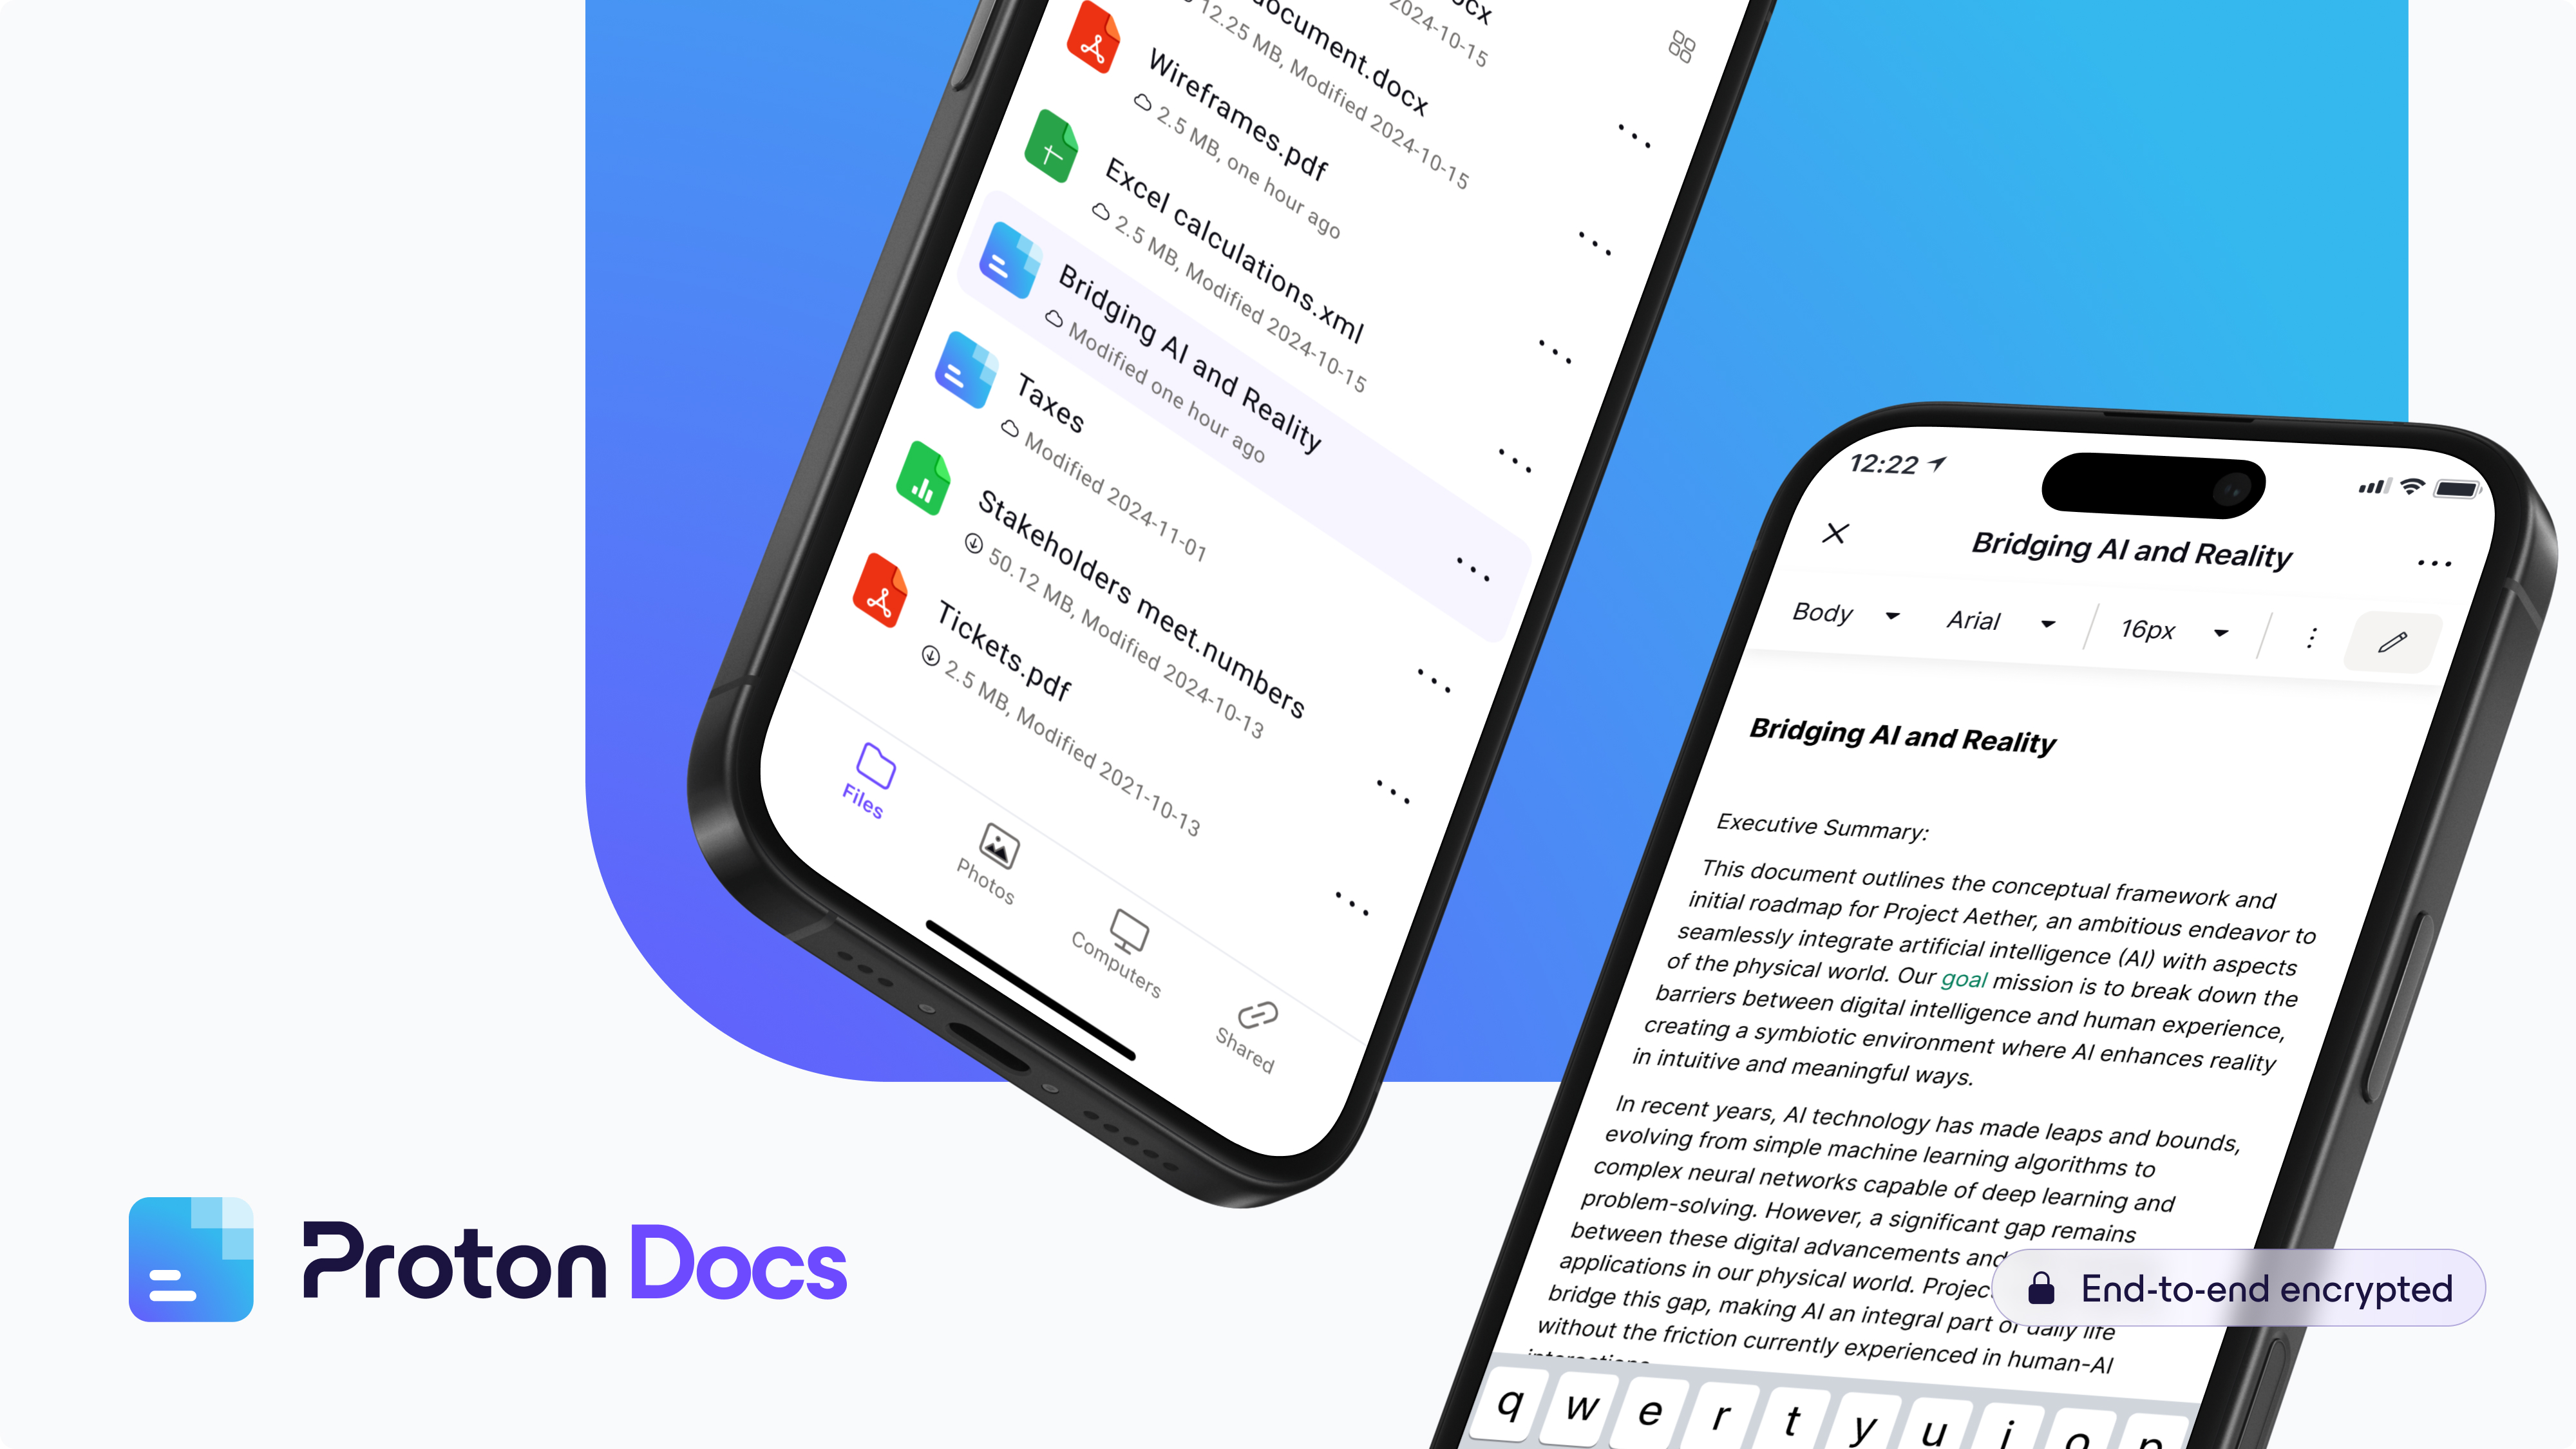 2024-10-15
document.docx
12.25 MB, Modified 2024-10-15
Wireframes.pdf
2.5 MB, one hour ago
Excel calculations.xml
2.5 MB, Modified 2024-10-15
Bridging AI and Reality
Modified one hour ago
Taxes
Modified 2024-11-01
Stakeholders meet.numbers
50.12 MB, Modified 2024-10-13
Tickets.pdf
2.5 MB, Modified 2021-10-13
Files
Photos
Computers
Shared
12:22
Bridging AI and Reality
Body
Arial
16px
Bridging AI and Reality
Executive Summary:
This document outlines the conceptual framework and
initial roadmap for Project Aether, an ambitious endeavor to
seamlessly integrate artificial intelligence (AI) with aspects
of the physical world. Our goal mission is to break down the
barriers between digital intelligence and human experience,
creating a symbiotic environment where AI enhances reality
in intuitive and meaningful ways.
In recent years, AI technology has made leaps and bounds,
evolving from simple machine learning algorithms to
complex neural networks capable of deep learning and
problem-solving. However, a significant gap remains
between these digital advancements and
applications in our physical world. Project
bridge this gap, making AI an integral part of daily life
without the friction currently experienced in human-AI
q w e r t y u i o p
Proton Docs
End-to-end encrypted